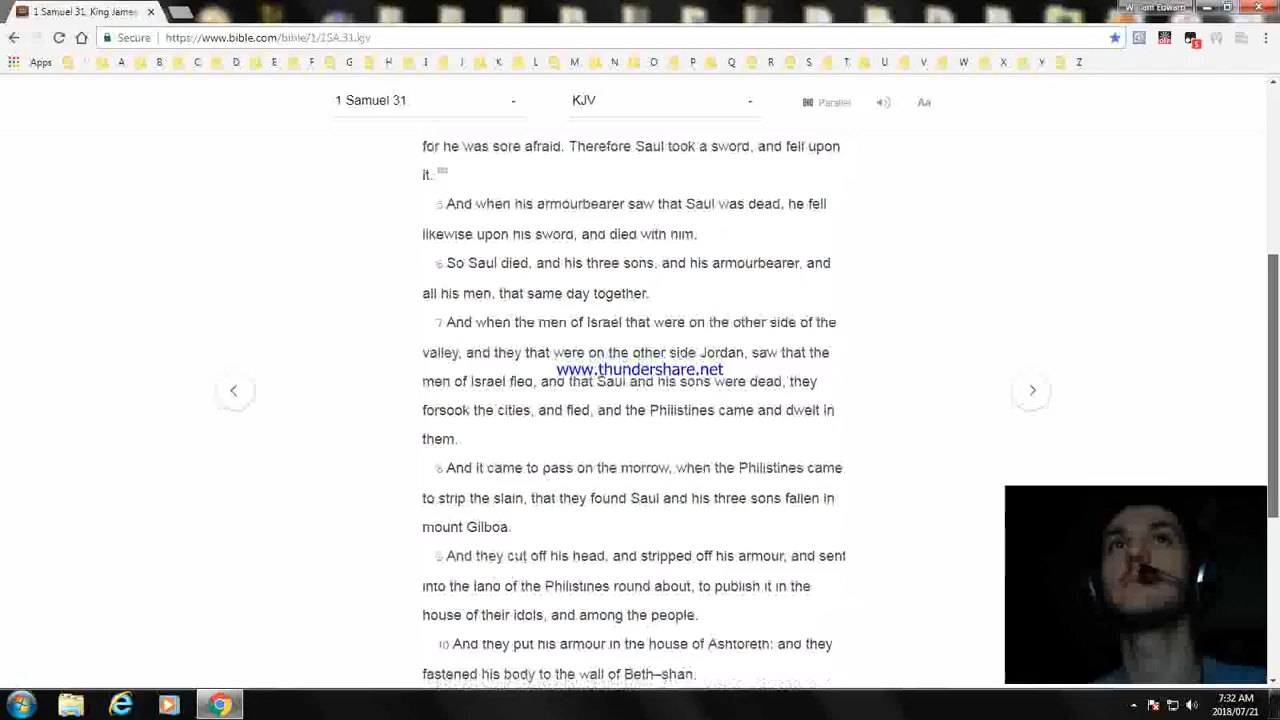 1 Samuel 31, King James
William Edward
Secure
https://www.bible.com/bible/1/1SA.31.kjv
OFF
5
Apps A B C D E F G H I J K L M N O P Q R S T U V W X Y Z
1 Samuel 31
KJV
Parallel
Aa
for he was sore afraid. Therefore Saul took a sword, and fell upon
it.
5 And when his armourbearer saw that Saul was dead, he fell
likewise upon his sword, and died with him.
6 So Saul died, and his three sons, and his armourbearer, and
all his men, that same day together.
7 And when the men of Israel that were on the other side of the
valley, and they that were on the other side Jordan, saw that the
www.thundershare.net
men of Israel fled, and that Saul and his sons were dead, they
forsook the cities, and fled, and the Philistines came and dwelt in
them.
8 And it came to pass on the morrow, when the Philistines came
to strip the slain, that they found Saul and his three sons fallen in
mount Gilboa.
9 And they cut off his head, and stripped off his armour, and sent
into the land of the Philistines round about, to publish it in the
house of their idols, and among the people.
10 And they put his armour in the house of Ashtoreth: and they
fastened his body to the wall of Beth–shan.
7:32 AM
2018/07/21